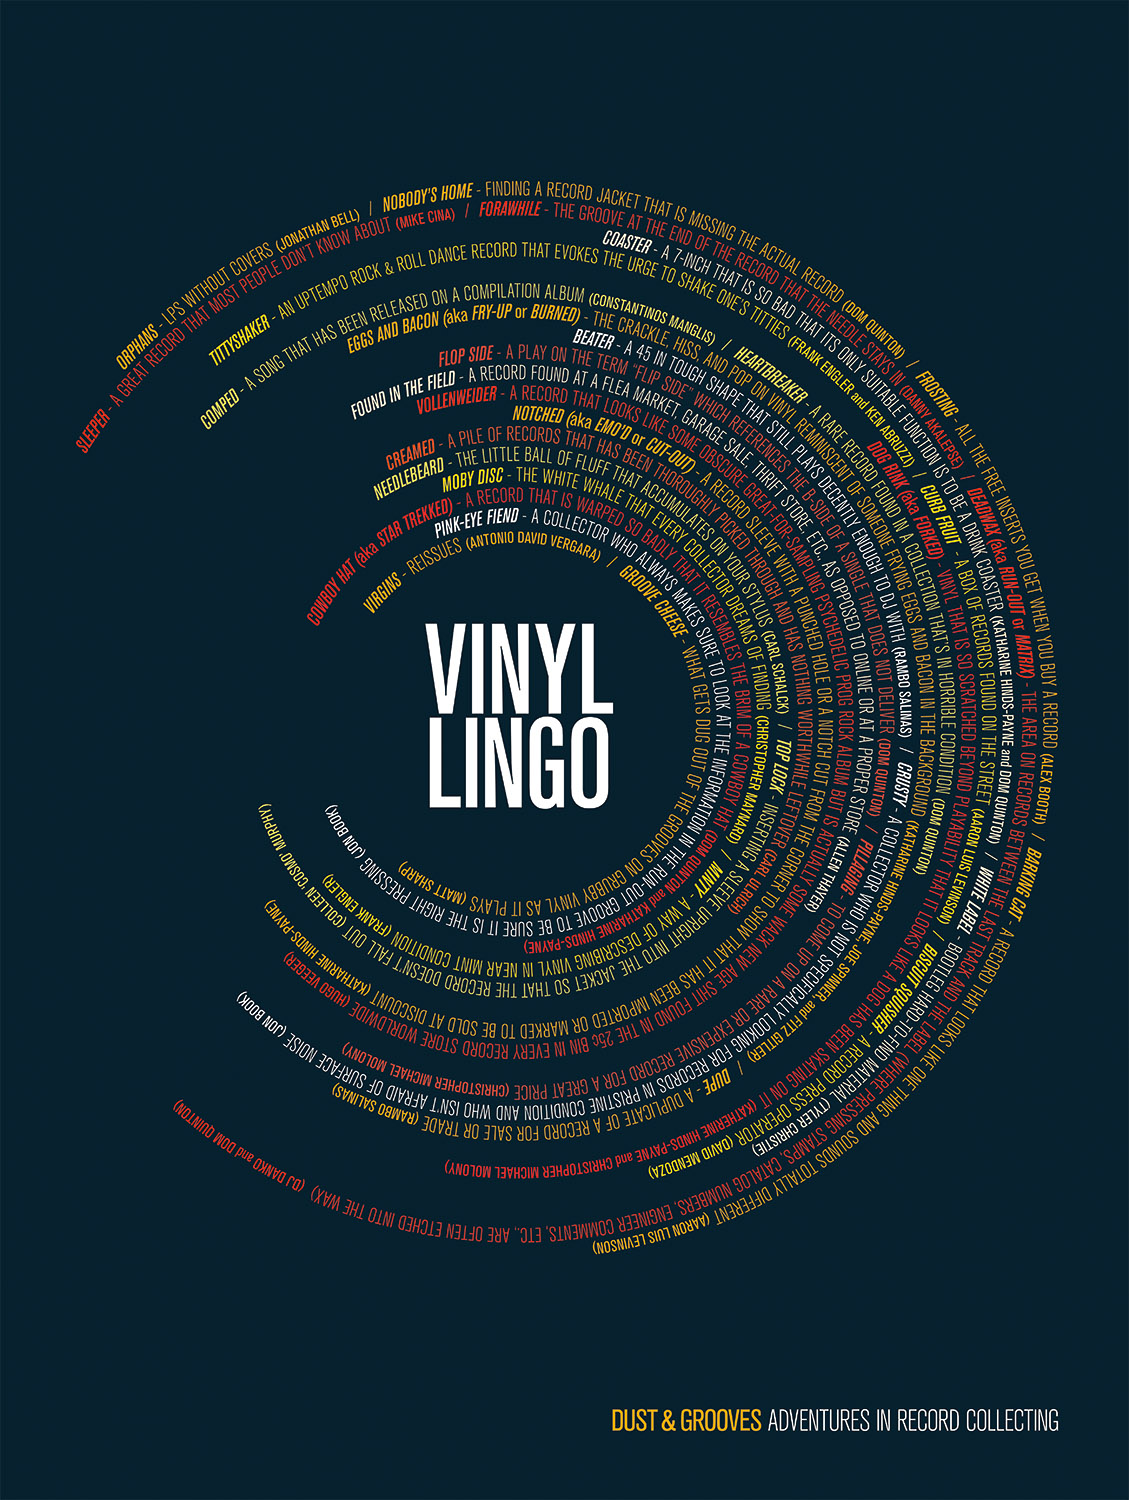 ORPHANS - LPS WITHOUT COVERS (JONATHAN BELL) / NOBODY'S HOME - FINDING A RECORD JACKET THAT IS MISSING THE ACTUAL RECORD (DOM QUINTON) / FROSTING - ALL THE FREE INSERTS YOU GET WHEN YOU BUY A RECORD (ALEX BOOTH) / BARKING CAT - A RECORD THAT LOOKS LIKE ONE THING AND SOUNDS TOTALLY DIFFERENT (AARON LUIS LEVINSON)
SLEEPER - A GREAT RECORD THAT MOST PEOPLE DON'T KNOW ABOUT (MIKE CINA) / FORAWHILE - THE GROOVE AT THE END OF THE RECORD THAT THE NEEDLE STAYS IN (DANNY AKALEPSE) / DEADWAX (aka RUN-OUT or MATRIX) - THE AREA ON RECORDS BETWEEN THE LAST TRACK AND THE LABEL (WHERE PRESSING STAMPS, CATALOG NUMBERS, ENGINEER COMMENTS, ETC., ARE OFTEN ETCHED INTO THE WAX) (DJ DANKO and DOM QUINTON)
COASTER - A 7-INCH THAT IS SO BAD THAT ITS ONLY SUITABLE FUNCTION IS TO BE A DRINK COASTER (KATHARINE HINDS-PAYNE and DOM QUINTON) / WHITE LABEL - BOOTLEG HARD-TO-FIND MATERIAL (TYLER CHRISTIE)
TITTYSHAKER - AN UPTEMPO ROCK & ROLL DANCE RECORD THAT EVOKES THE URGE TO SHAKE ONE'S TITTIES (FRANK ENGLER and KEN ABRUZZI) / CURB FRUIT - A BOX OF RECORDS FOUND ON THE STREET (AARON LUIS LEVINSON) / BISCUIT SQUISHER - A RECORD PRESS OPERATOR (DAVID MENDOZA)
DOG RINK (aka FORKED) - VINYL THAT IS SO SCRATCHED BEYOND PLAYABILITY THAT IT LOOKS LIKE A DOG HAS BEEN SKATING ON IT (KATHERINE HINDS-PAYNE and CHRISTOPHER MICHAEL MOLONY)
COMPED - A SONG THAT HAS BEEN RELEASED ON A COMPILATION ALBUM (CONSTANTINOS MANGLIS) / HEARTBREAKER - A RARE RECORD FOUND IN A COLLECTION THAT'S IN HORRIBLE CONDITION (DOM QUINTON)
EGGS AND BACON (aka FRY-UP or BURNED) - THE CRACKLE, HISS, AND POP ON VINYL REMINISCENT OF SOMEONE FRYING EGGS AND BACON IN THE BACKGROUND (KATHARINE HINDS-PAYNE, JOE SPINNER, and FITZ GITLER) / DUPE - A DUPLICATE OF A RECORD FOR SALE OR TRADE (RAMBO SALINAS)
BEATER - A 45 IN TOUGH SHAPE THAT STILL PLAYS DECENTLY ENOUGH TO DJ WITH (RAMBO SALINAS) / CRUSTY - A COLLECTOR WHO IS NOT SPECIFICALLY LOOKING FOR RECORDS IN PRISTINE CONDITION AND WHO ISN'T AFRAID OF SURFACE NOISE (JON BOOK)
FLOP SIDE - A PLAY ON THE TERM "FLIP SIDE" WHICH REFERENCES THE B-SIDE OF A SINGLE THAT DOES NOT DELIVER (DOM QUINTON) / PILLAGING - TO COME UP ON A RARE OR EXPENSIVE RECORD FOR A GREAT PRICE (CHRISTOPHER MICHAEL MOLONY)
FOUND IN THE FIELD - A RECORD FOUND AT A FLEA MARKET, GARAGE SALE, THRIFT STORE, ETC., AS OPPOSED TO ONLINE OR AT A PROPER STORE (ALLEN THAYER)
VOLLENWEIDER - A RECORD THAT LOOKS LIKE SOME OBSCURE GREAT-FOR-SAMPLING PSYCHEDELIC PROG ROCK ALBUM BUT IS ACTUALLY SOME WACK NEW AGE SHIT FOUND IN THE 25¢ BIN IN EVERY RECORD STORE WORLDWIDE (HUGO VEEGER)
NOTCHED (aka EMO'D or CUT-OUT) - A RECORD SLEEVE WITH A PUNCHED HOLE OR A NOTCH CUT FROM THE CORNER TO SHOW THAT IT HAS BEEN IMPORTED OR MARKED TO BE SOLD AT DISCOUNT (KATHARINE HINDS-PAYNE)
CREAMED - A PILE OF RECORDS THAT HAS BEEN THOROUGHLY PICKED THROUGH AND HAS NOTHING WORTHWHILE LEFTOVER (CARL ULRICH)
NEEDLEBEARD - THE LITTLE BALL OF FLUFF THAT ACCUMULATES ON YOUR STYLUS (CARL SCHALCK) / TOP LOCK - INSERTING A SLEEVE UPRIGHT INTO THE JACKET SO THAT THE RECORD DOESN'T FALL OUT (COLLEEN 'COSMO' MURPHY)
MOBY DISC - THE WHITE WHALE THAT EVERY COLLECTOR DREAMS OF FINDING (CHRISTOPHER MAYNARD) / MINTY - A WAY OF DESCRIBING VINYL IN NEAR MINT CONDITION (FRANK ENGLER)
COWBOY HAT (aka STAR TREKKED) - A RECORD THAT IS WARPED SO BADLY THAT IT RESEMBLES THE BRIM OF A COWBOY HAT (DOM QUINTON and KATHARINE HINDS-PAYNE)
PINK-EYE FIEND - A COLLECTOR WHO ALWAYS MAKES SURE TO LOOK AT THE INFORMATION IN THE RUN-OUT GROOVE TO BE SURE IT IS THE RIGHT PRESSING (JON BOOK)
VIRGINS - REISSUES (ANTONIO DAVID VERGARA) / GROOVE CHEESE - WHAT GETS DUG OUT OF THE GROOVES ON GRUBBY VINYL AS IT PLAYS (MATT SHARP)
VINYL
LINGO
DUST & GROOVES ADVENTURES IN RECORD COLLECTING